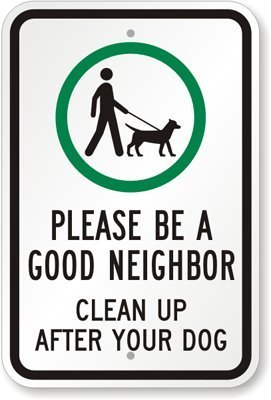 PLEASE BE A
GOOD NEIGHBOR
CLEAN UP
AFTER YOUR DOG